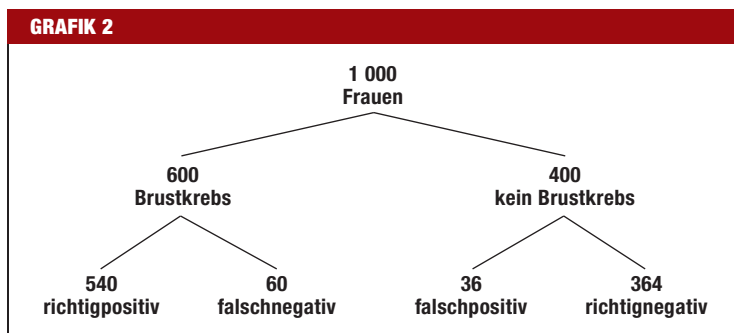 GRAFIK 2
1 000
Frauen
600
Brustkrebs
400
kein Brustkrebs
540
richtigpositiv
60
falschnegativ
36
falschpositiv
364
richtignegativ